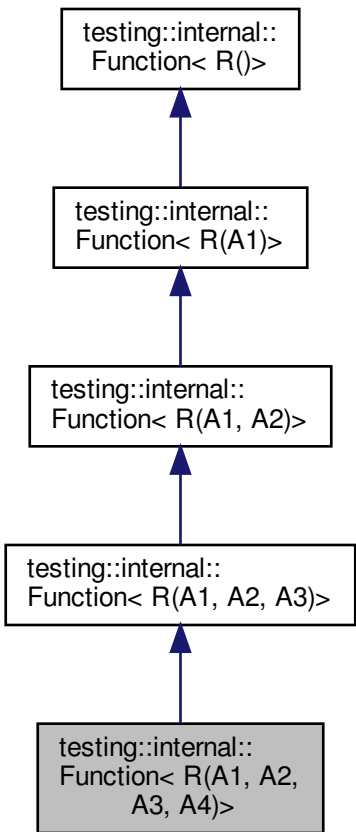 testing::internal::
Function< R()>
testing::internal::
Function< R(A1)>
testing::internal::
Function< R(A1, A2)>
testing::internal::
Function< R(A1, A2, A3)>
testing::internal::
Function< R(A1, A2,
A3, A4)>